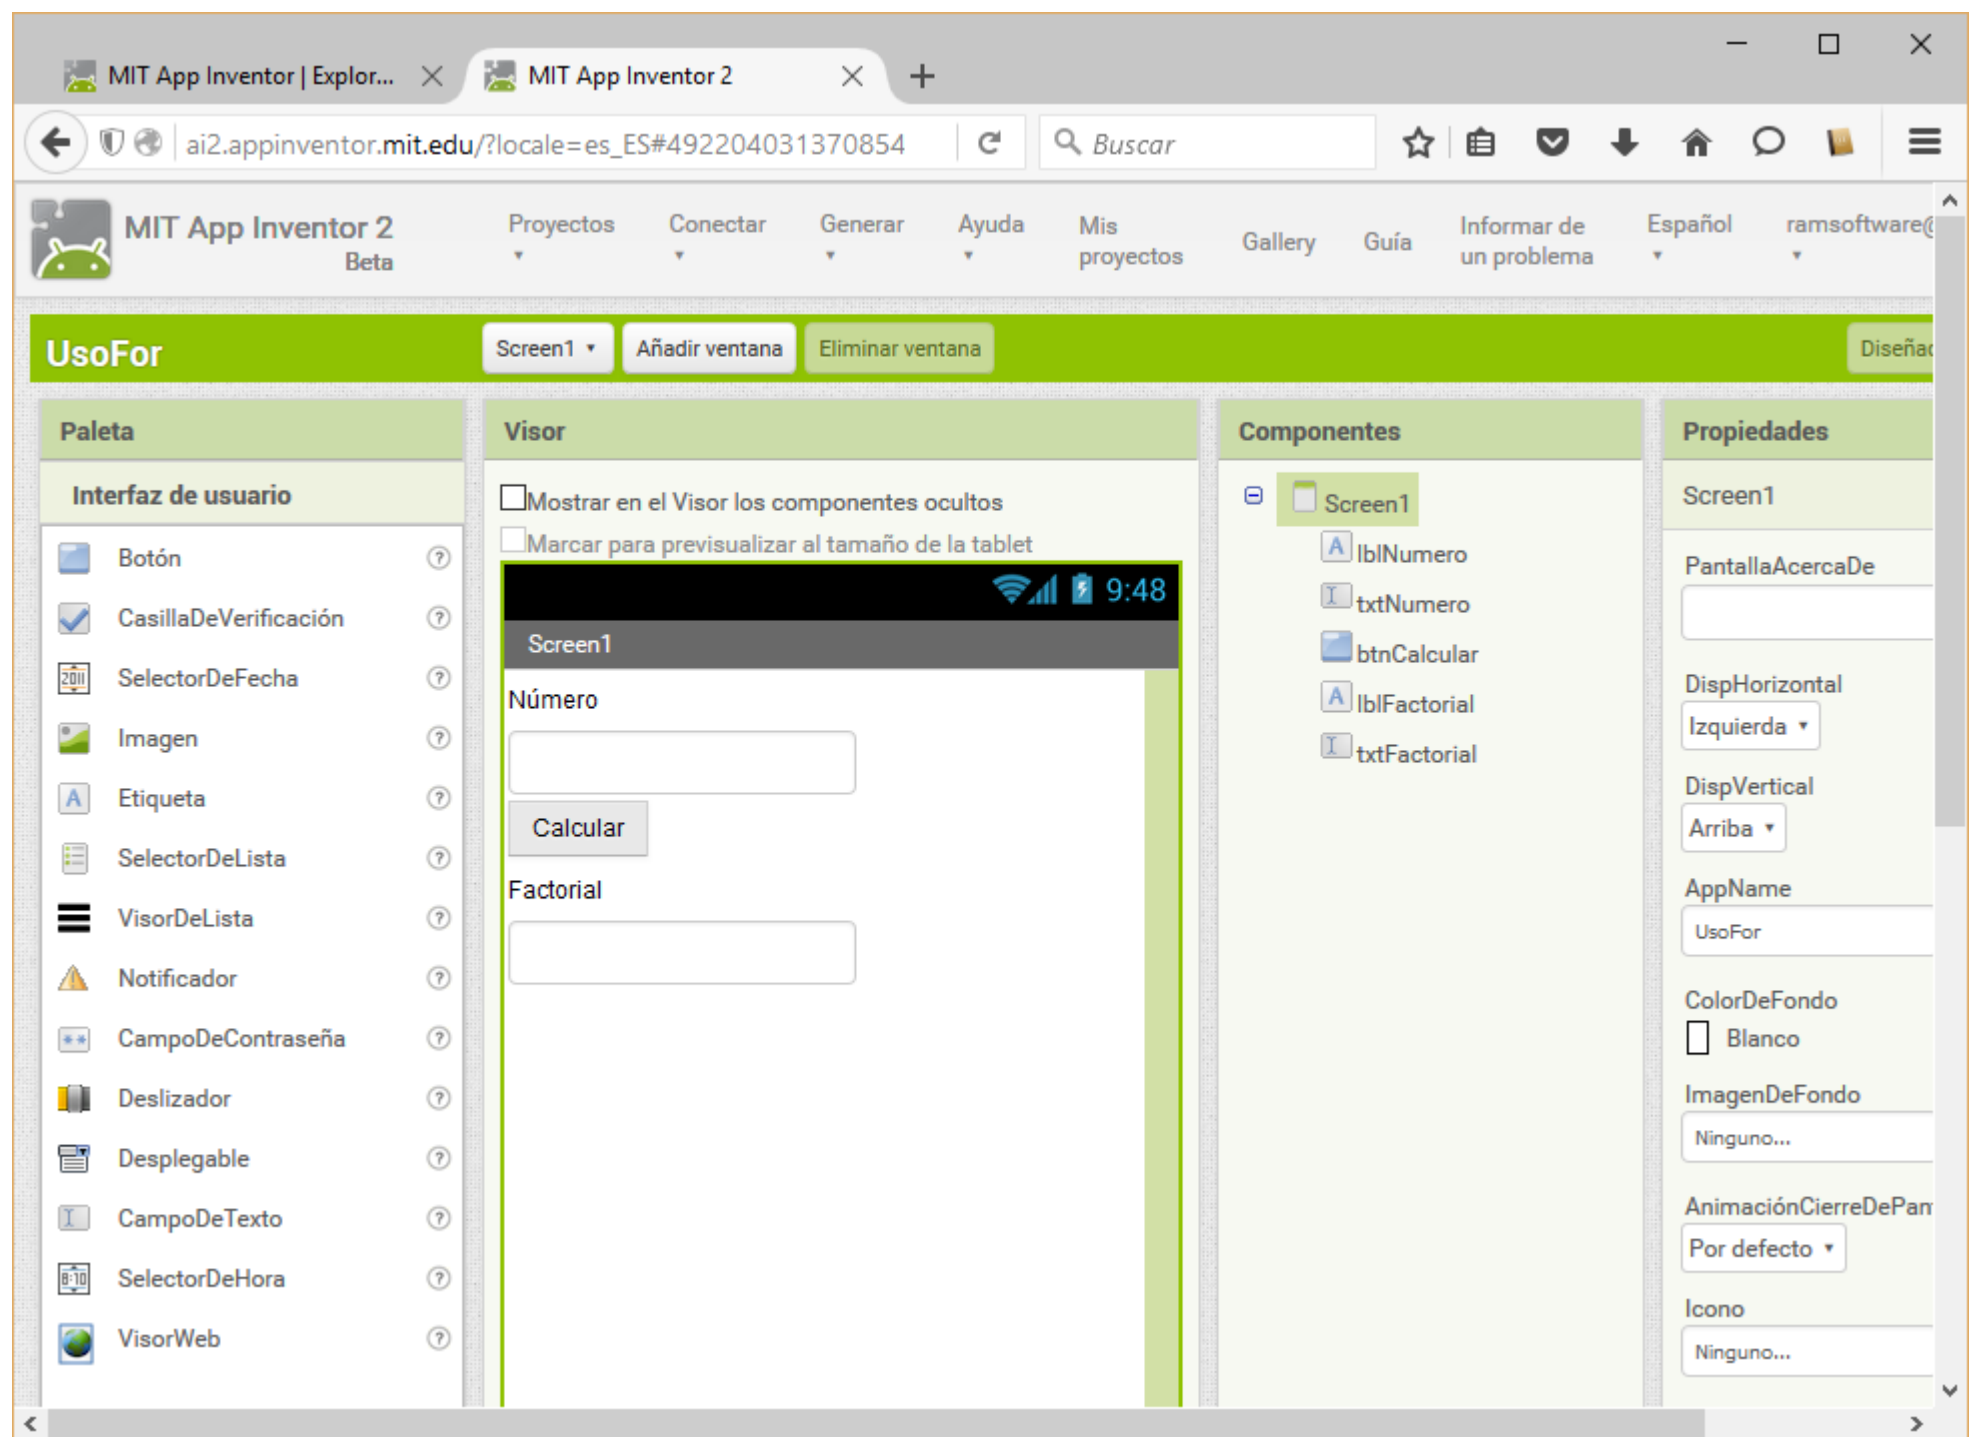 MIT App Inventor | Explor...
MIT App Inventor 2
ai2.appinventor.mit.edu/?locale=es_ES#492204031370854
Buscar
MIT App Inventor 2
Beta
Proyectos
Conectar
Generar
Ayuda
Mis
proyectos
Gallery
Guía
Informar de
un problema
Español
ramsoftware@
UsoFor
Screen1
Añadir ventana
Eliminar ventana
Diseñad
Paleta
Interfaz de usuario
Botón
CasillaDeVerificación
SelectorDeFecha
Imagen
Etiqueta
SelectorDeLista
VisorDeLista
Notificador
CampoDeContraseña
Deslizador
Desplegable
CampoDeTexto
SelectorDeHora
VisorWeb
Visor
Mostrar en el Visor los componentes ocultos
Marcar para previsualizar al tamaño de la tablet
9:48
Screen1
Número
Calcular
Factorial
Componentes
Screen1
lblNumero
txtNumero
btnCalcular
lblFactorial
txtFactorial
Propiedades
Screen1
PantallaAcercaDe
DispHorizontal
Izquierda
DispVertical
Arriba
AppName
UsoFor
ColorDeFondo
Blanco
ImagenDeFondo
Ninguno...
AnimaciónCierreDePan
Por defecto
Icono
Ninguno...